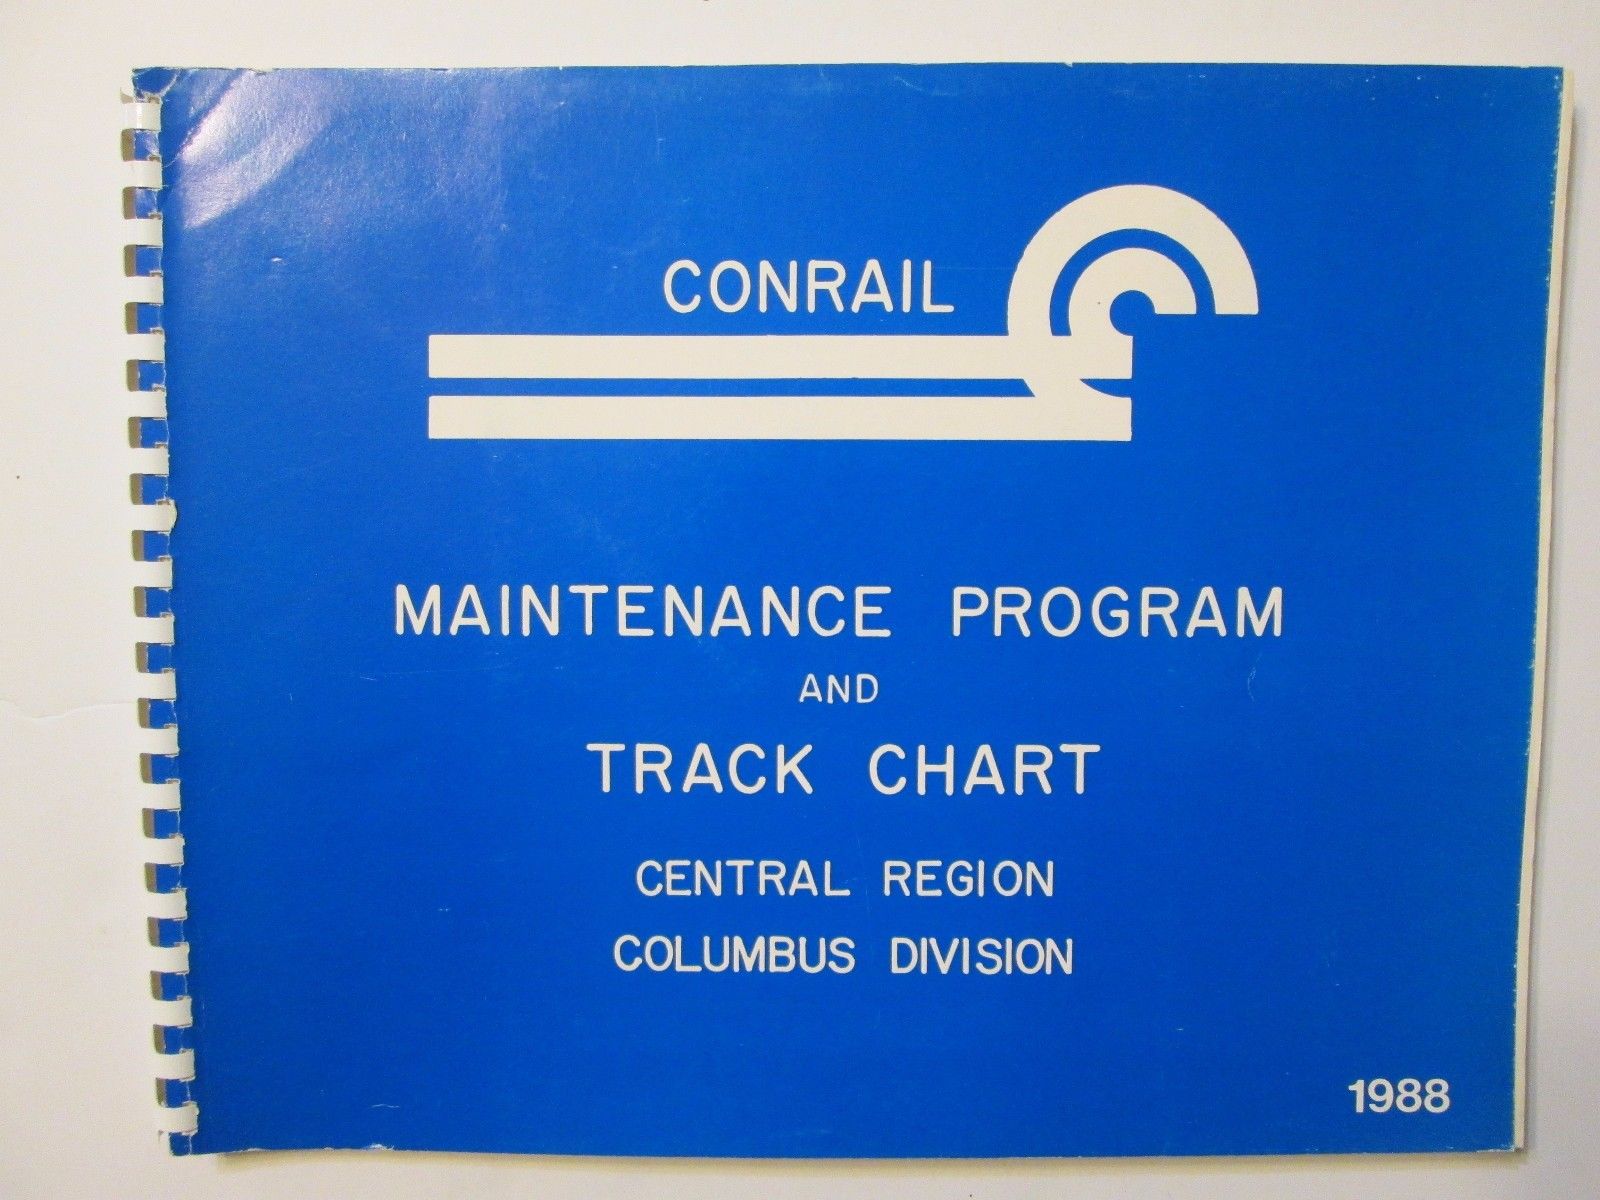 CONRAIL
MAINTENANCE PROGRAM
AND
TRACK CHART
CENTRAL REGION
COLUMBUS DIVISION
1988